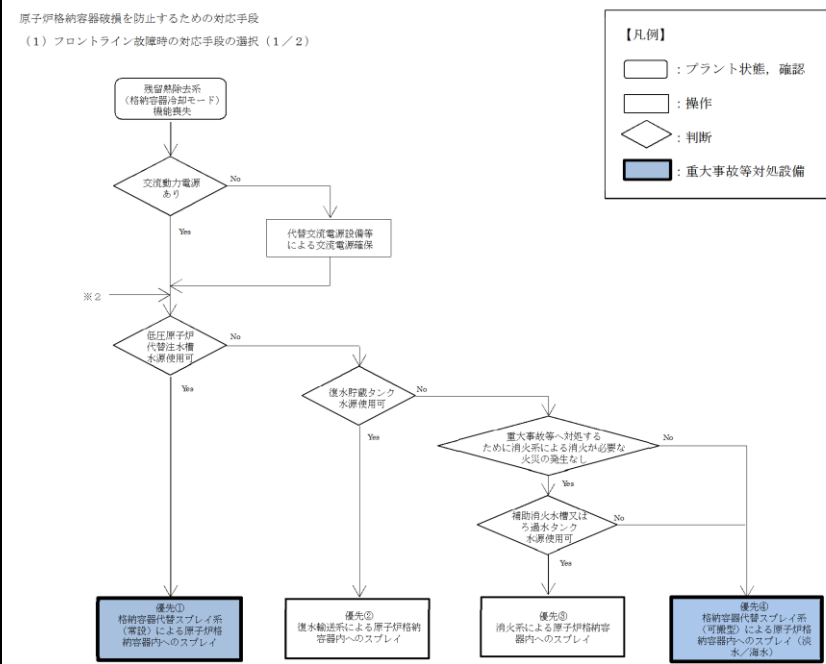 原子炉格納容器破損を防止するための対応手段
(1)フロントライン故障時の対応手段の選択(1/2)
【凡例】
:プラント状態,確認
:操作
:判断
:重大事故等対処設備
残留熱除去系
(格納容器冷却モード)
機能喪失
交流動力電源
あり
No
Yes
代替交流電源設備等
による交流電源確保
※2
低圧原子炉
代替注水槽
水源使用可
No
Yes
復水貯蔵タンク
水源使用可
No
Yes
重大事故等へ対処する
ために消火系による消火が必要な
火災の発生なし
No
Yes
補助消火水槽又は
ろ過水タンク
水源使用可
No
Yes
優先①
格納容器代替スプレイ系
(常設)による原子炉格
納容器内へのスプレイ
優先②
復水輸送系による原子炉格納
容器内へのスプレイ
優先③
消火系による原子炉格納容
器内へのスプレイ
優先④
格納容器代替スプレイ系
(可搬型)による原子炉格
納容器内へのスプレイ(淡
水/海水)